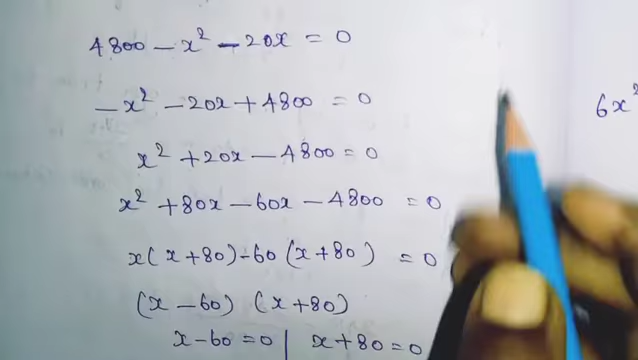 4800 - x² - 20x = 0
- x² - 20x + 4800 = 0
x² + 20x - 4800 = 0
x² + 80x - 60x - 4800 = 0
x(x+80) - 60(x+80) = 0
(x - 60) (x + 80)
x - 60 = 0 | x + 80 = 0
6x²